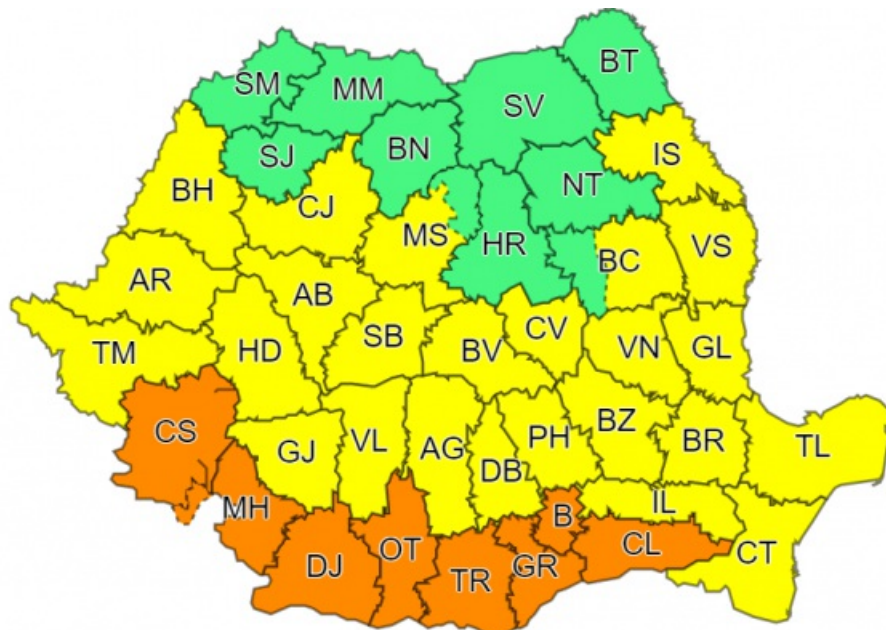 BT
SM
MM
SV
SJ
BN
IS
BH
NT
CJ
MS
HR
VS
BC
AR
AB
SB
CV
TM
HD
BV
VN
GL
CS
GJ
VL
AG
DB
PH
BZ
BR
TL
MH
IL
B
DJ
OT
CL
CT
TR
GR